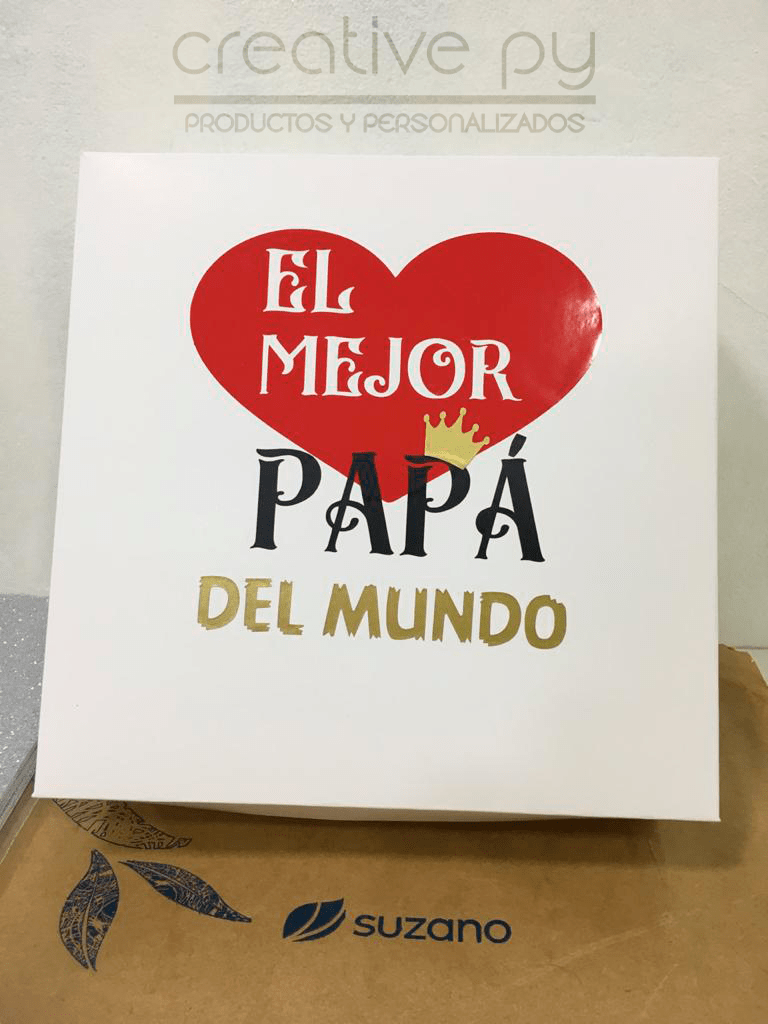 creative py
PRODUCTOS Y PERSONALIZADOS
EL
MEJOR
PAPÁ
DEL MUNDO
suzano